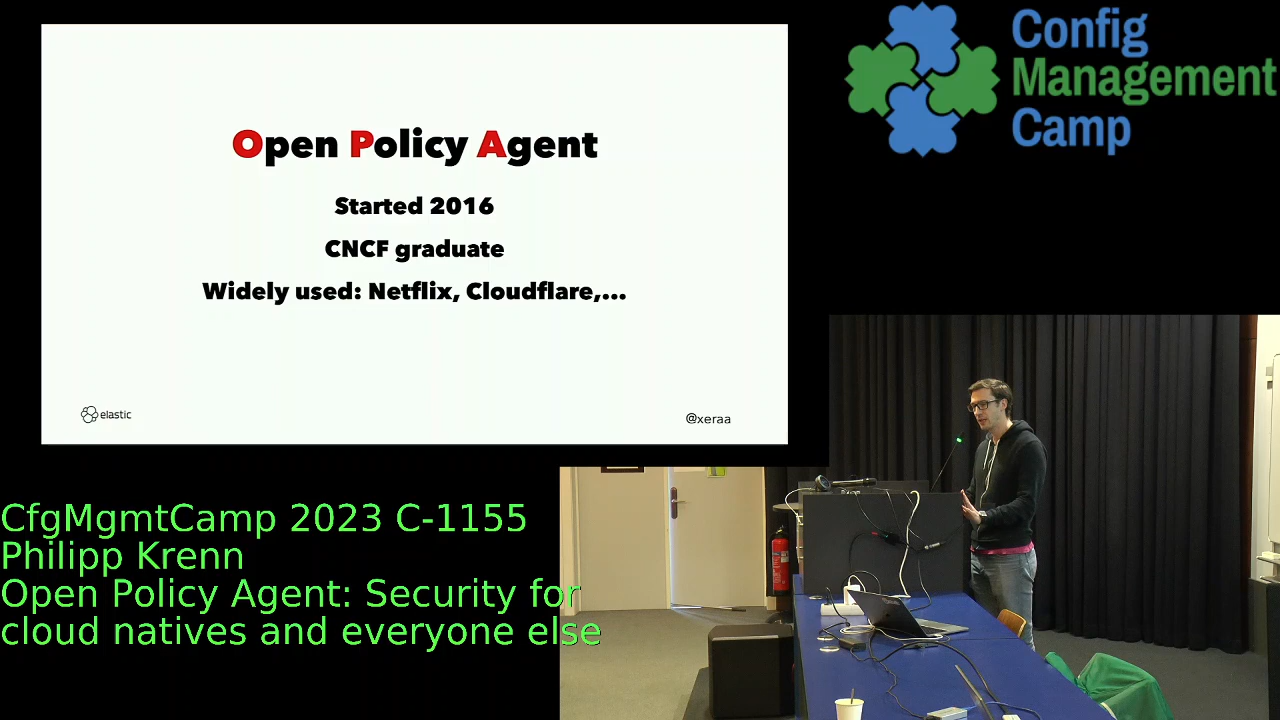 Open Policy Agent
Started 2016
CNCF graduate
Widely used: Netflix, Cloudflare,...
elastic
@xeraa
Config
Management
Camp
CfgMgmtCamp 2023 C-1155
Philipp Krenn
Open Policy Agent: Security for
cloud natives and everyone else